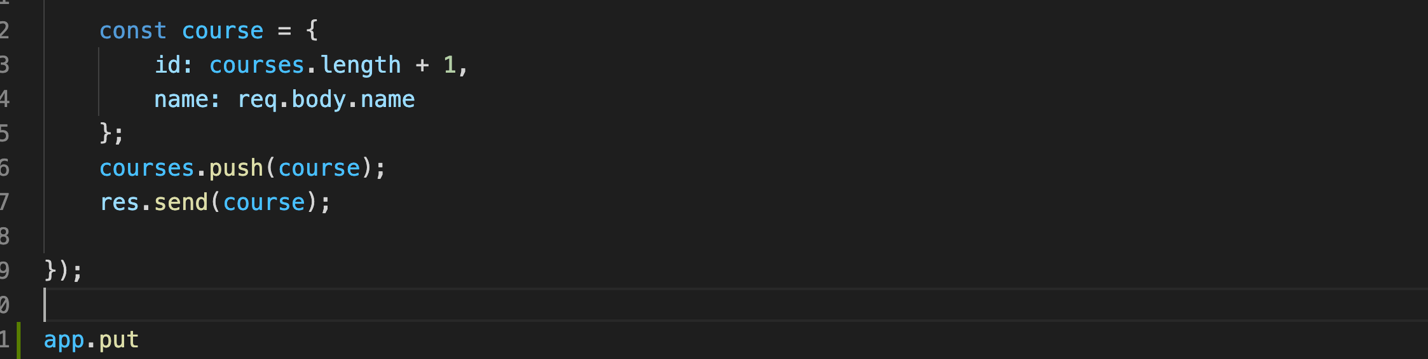 2 const course = {
3 id: courses.length + 1,
4 name: req.body.name
5 };
6 courses.push(course);
7 res.send(course);
8
9 });
0
1 app.put